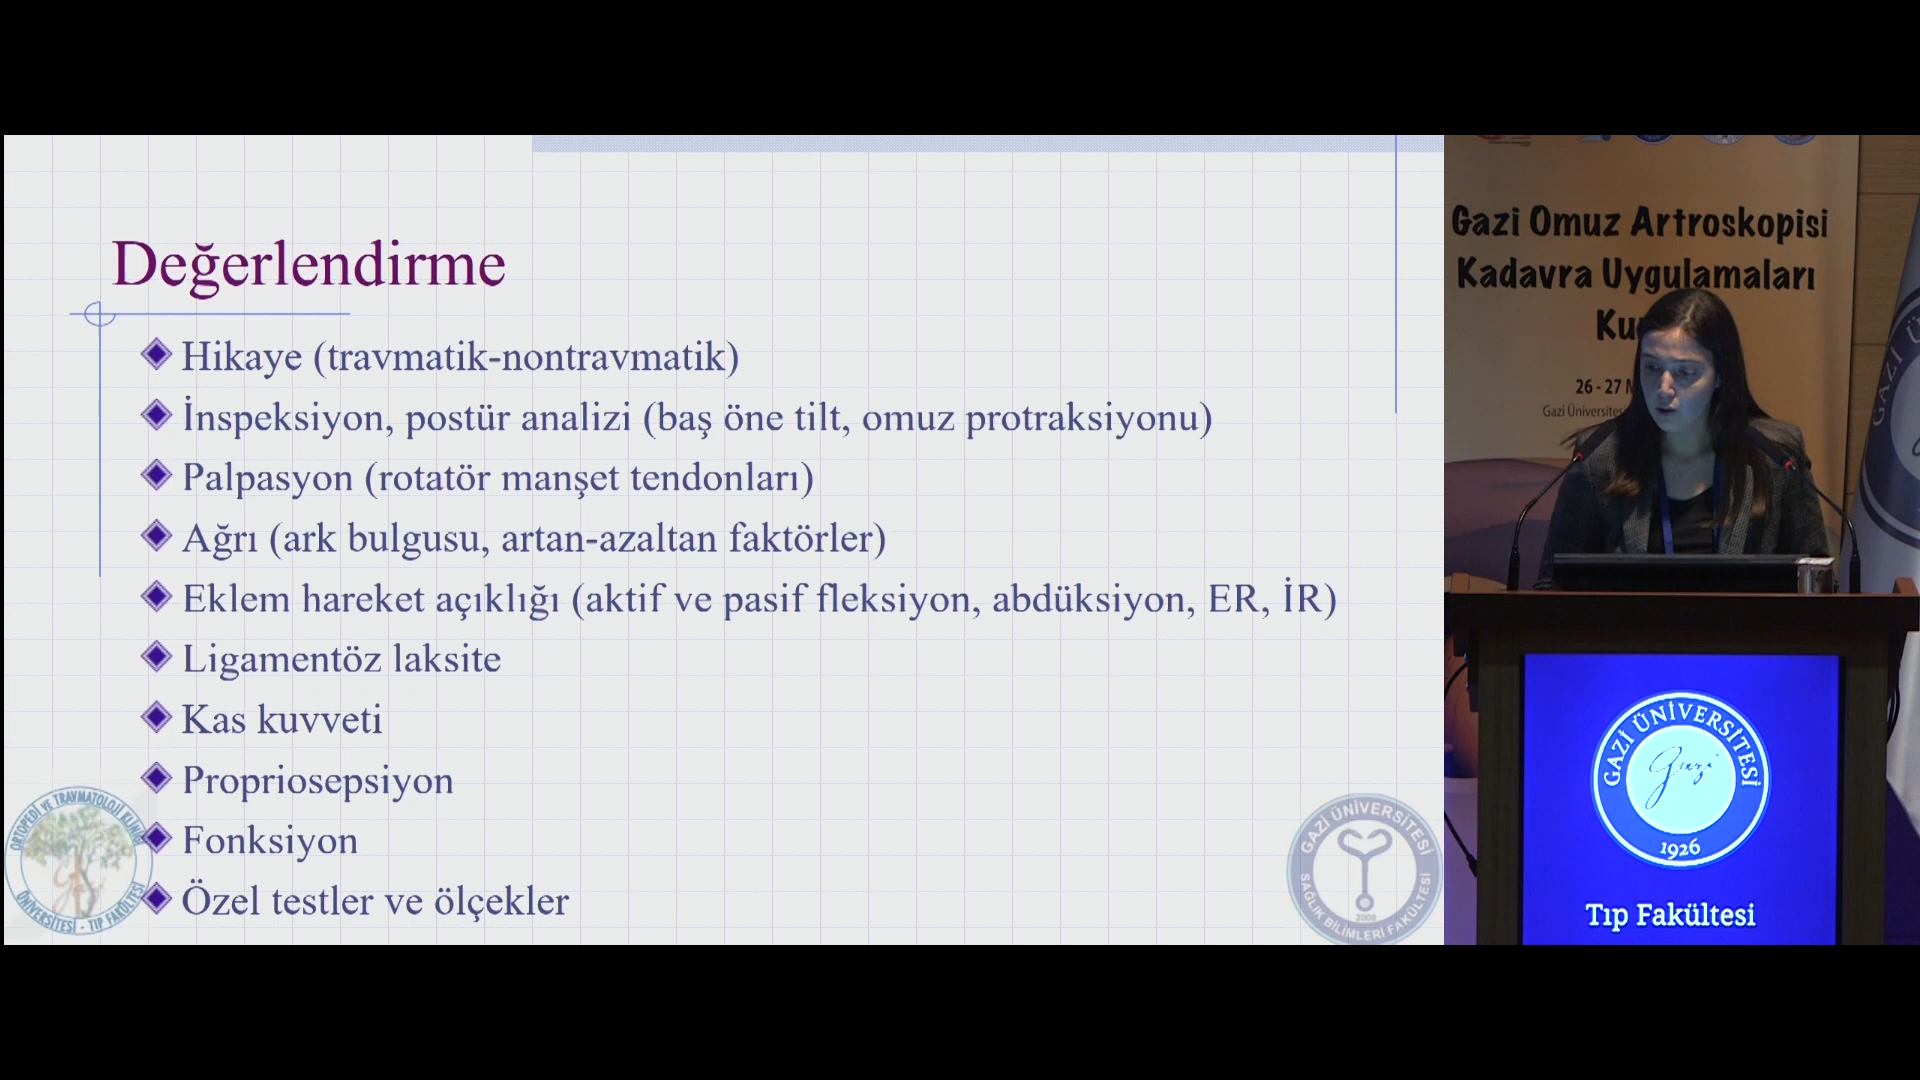 Değerlendirme
Hikaye (travmatik-nontravmatik)
İnspeksiyon, postür analizi (baş öne tilt, omuz protraksiyonu)
Palpasyon (rotatör manşet tendonları)
Ağrı (ark bulgusu, artan-azaltan faktörler)
Eklem hareket açıklığı (aktif ve pasif fleksiyon, abdüksiyon, ER, İR)
Ligamentöz laksite
Kas kuvveti
Propriosepsiyon
Fonksiyon
Özel testler ve ölçekler
ORTOPEDİ VE TRAVMATOLOJİ KLİNİĞİ
ÜNİVERSİTESİ - TIP FAKÜLTESİ
GAZİ ÜNİVERSİTESİ
SAĞLIK BİLİMLERİ FAKÜLTESİ
2008
Gazi Omuz Artroskopisi
Kadavra Uygulamaları
26 - 27
GAZİ ÜNİVERSİTESİ
Gazi
1926
Tıp Fakültesi